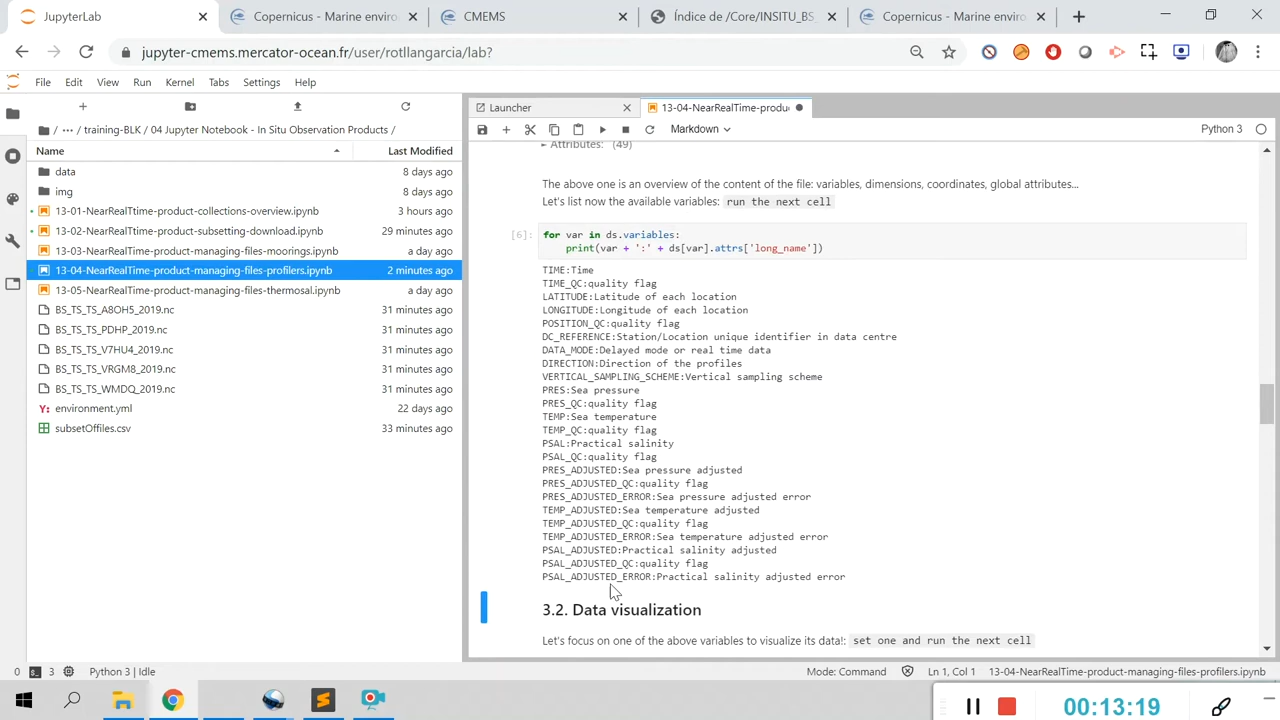 JupyterLab
Copernicus - Marine enviro
CMEMS
Índice de /Core/INSITU_BS_
Copernicus - Marine enviro
jupyter-cmems.mercator-ocean.fr/user/rotllangarcia/lab?
File Edit View Run Kernel Tabs Settings Help
/ ··· / training-BLK / 04 Jupyter Notebook - In Situ Observation Products /
Name Last Modified
data 8 days ago
img 8 days ago
13-01-NearRealTtime-product-collections-overview.ipynb 3 hours ago
13-02-NearRealTtime-product-subsetting-download.ipynb 29 minutes ago
13-03-NearRealTime-product-managing-files-moorings.ipynb a day ago
13-04-NearRealTime-product-managing-files-profilers.ipynb 2 minutes ago
13-05-NearRealTime-product-managing-files-thermosal.ipynb a day ago
BS_TS_TS_A8OH5_2019.nc 31 minutes ago
BS_TS_TS_PDHP_2019.nc 31 minutes ago
BS_TS_TS_V7HU4_2019.nc 31 minutes ago
BS_TS_TS_VRGM8_2019.nc 31 minutes ago
BS_TS_TS_WMDQ_2019.nc 31 minutes ago
Y: environment.yml 22 days ago
subsetOffiles.csv 33 minutes ago
Launcher
13-04-NearRealTime-produc
Markdown
Python 3
Attributes: (49)
The above one is an overview of the content of the file: variables, dimensions, coordinates, global attributes...
Let's list now the available variables: run the next cell
[6]: for var in ds.variables:
print(var + ':' + ds[var].attrs['long_name'])
TIME:Time
TIME_QC:quality flag
LATITUDE:Latitude of each location
LONGITUDE:Longitude of each location
POSITION_QC:quality flag
DC_REFERENCE:Station/Location unique identifier in data centre
DATA_MODE:Delayed mode or real time data
DIRECTION:Direction of the profiles
VERTICAL_SAMPLING_SCHEME:Vertical sampling scheme
PRES:Sea pressure
PRES_QC:quality flag
TEMP:Sea temperature
TEMP_QC:quality flag
PSAL:Practical salinity
PSAL_QC:quality flag
PRES_ADJUSTED:Sea pressure adjusted
PRES_ADJUSTED_QC:quality flag
PRES_ADJUSTED_ERROR:Sea pressure adjusted error
TEMP_ADJUSTED:Sea temperature adjusted
TEMP_ADJUSTED_QC:quality flag
TEMP_ADJUSTED_ERROR:Sea temperature adjusted error
PSAL_ADJUSTED:Practical salinity adjusted
PSAL_ADJUSTED_QC:quality flag
PSAL_ADJUSTED_ERROR:Practical salinity adjusted error
3.2. Data visualization
Let's focus on one of the above variables to visualize its data!: set one and run the next cell
0 3 Python 3 | Idle
Mode: Command
Ln 1, Col 1
13-04-NearRealTime-product-managing-files-profilers.ipynb
00:13:19